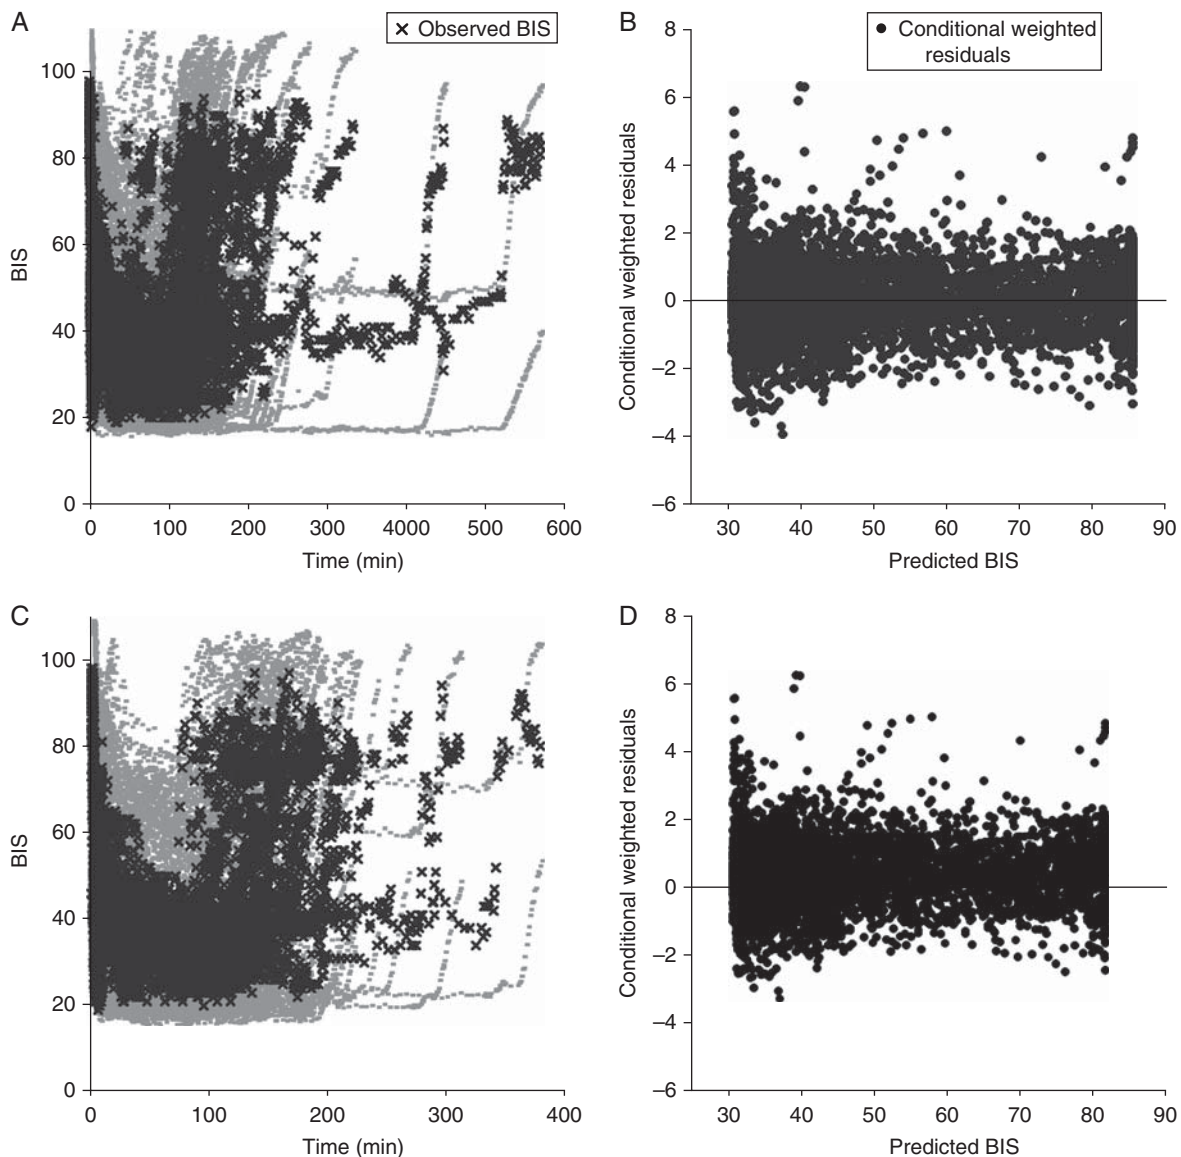 A
× Observed BIS
BIS
100
80
60
40
20
0
0 100 200 300 4000 500 600
Time (min)
B
Conditional weighted
residuals
Conditional weighted residuals
8
6
4
2
0
–2
–4
–6
30 40 50 60 70 80 90
Predicted BIS
C
BIS
100
80
60
40
20
0
0 100 200 300 400
Time (min)
D
Conditional weighted residuals
8
6
4
2
0
–2
–4
–6
30 40 50 60 70 80 90
Predicted BIS